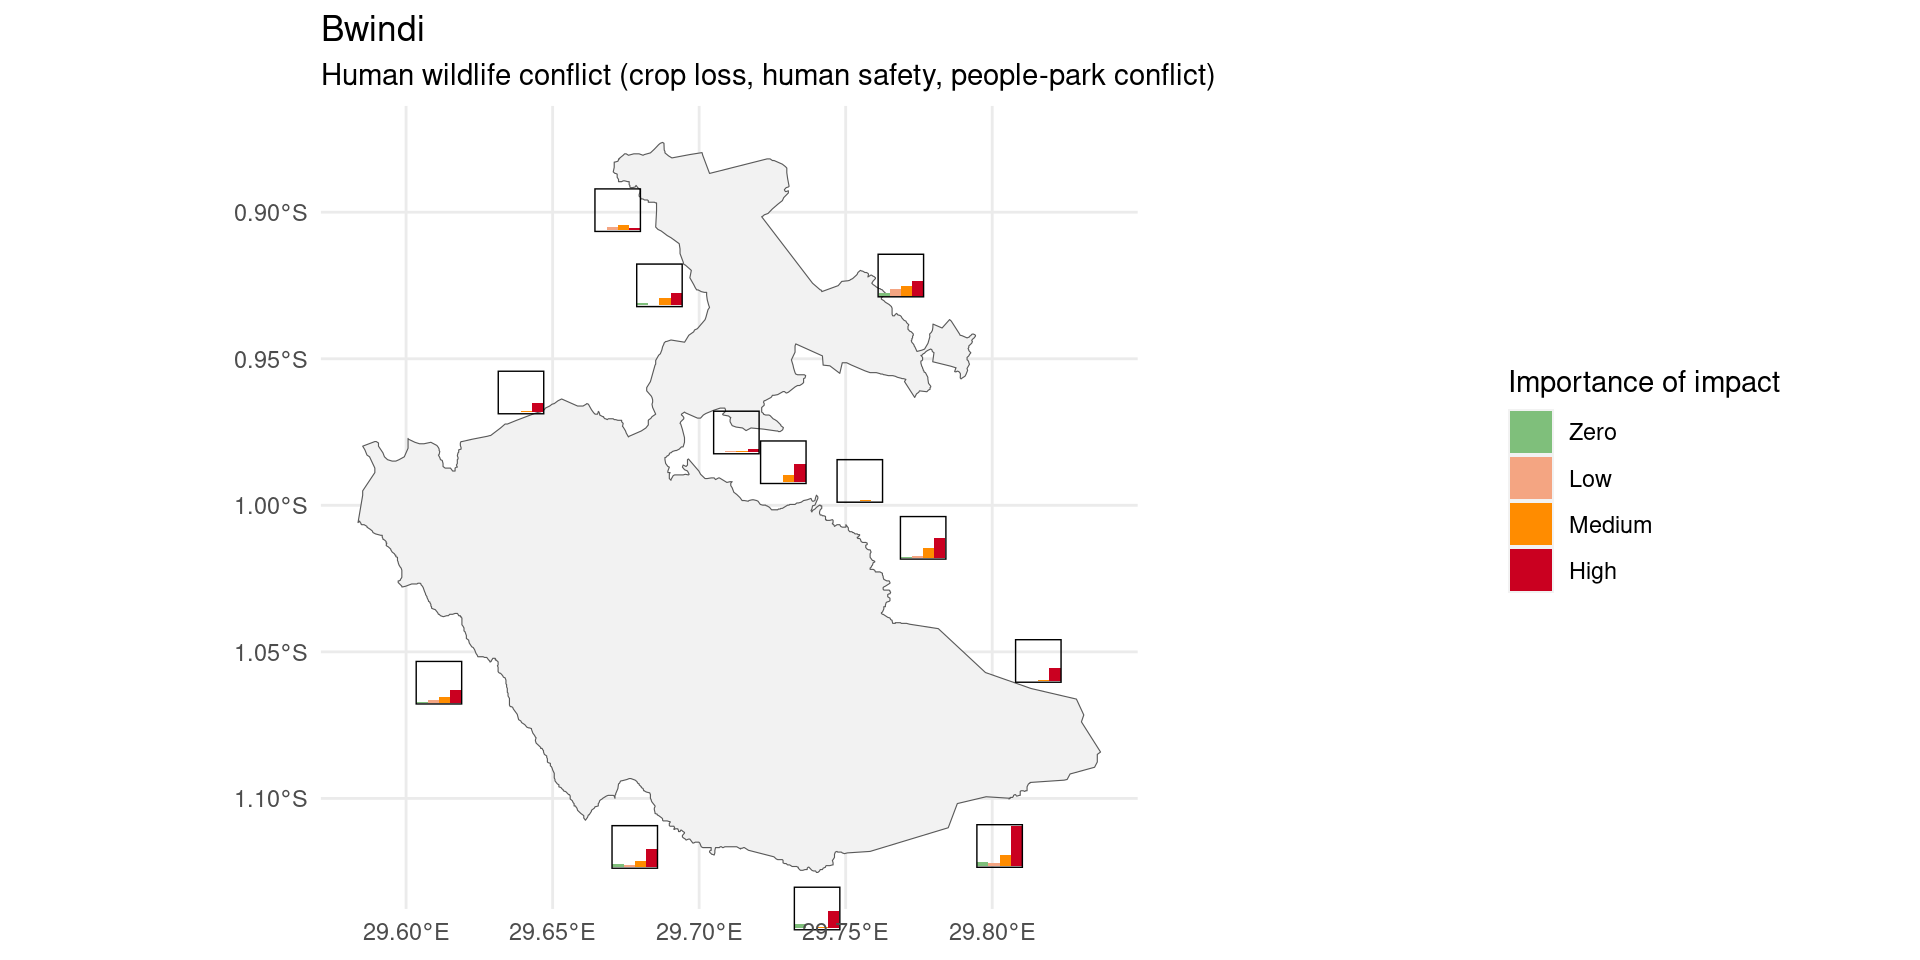 Bwindi
Human wildlife conflict (crop loss, human safety, people-park conflict)
0.90°S
0.95°S
1.00°S
1.05°S
1.10°S
29.60°E
29.65°E
29.70°E
29.75°E
29.80°E
Importance of impact
Zero
Low
Medium
High